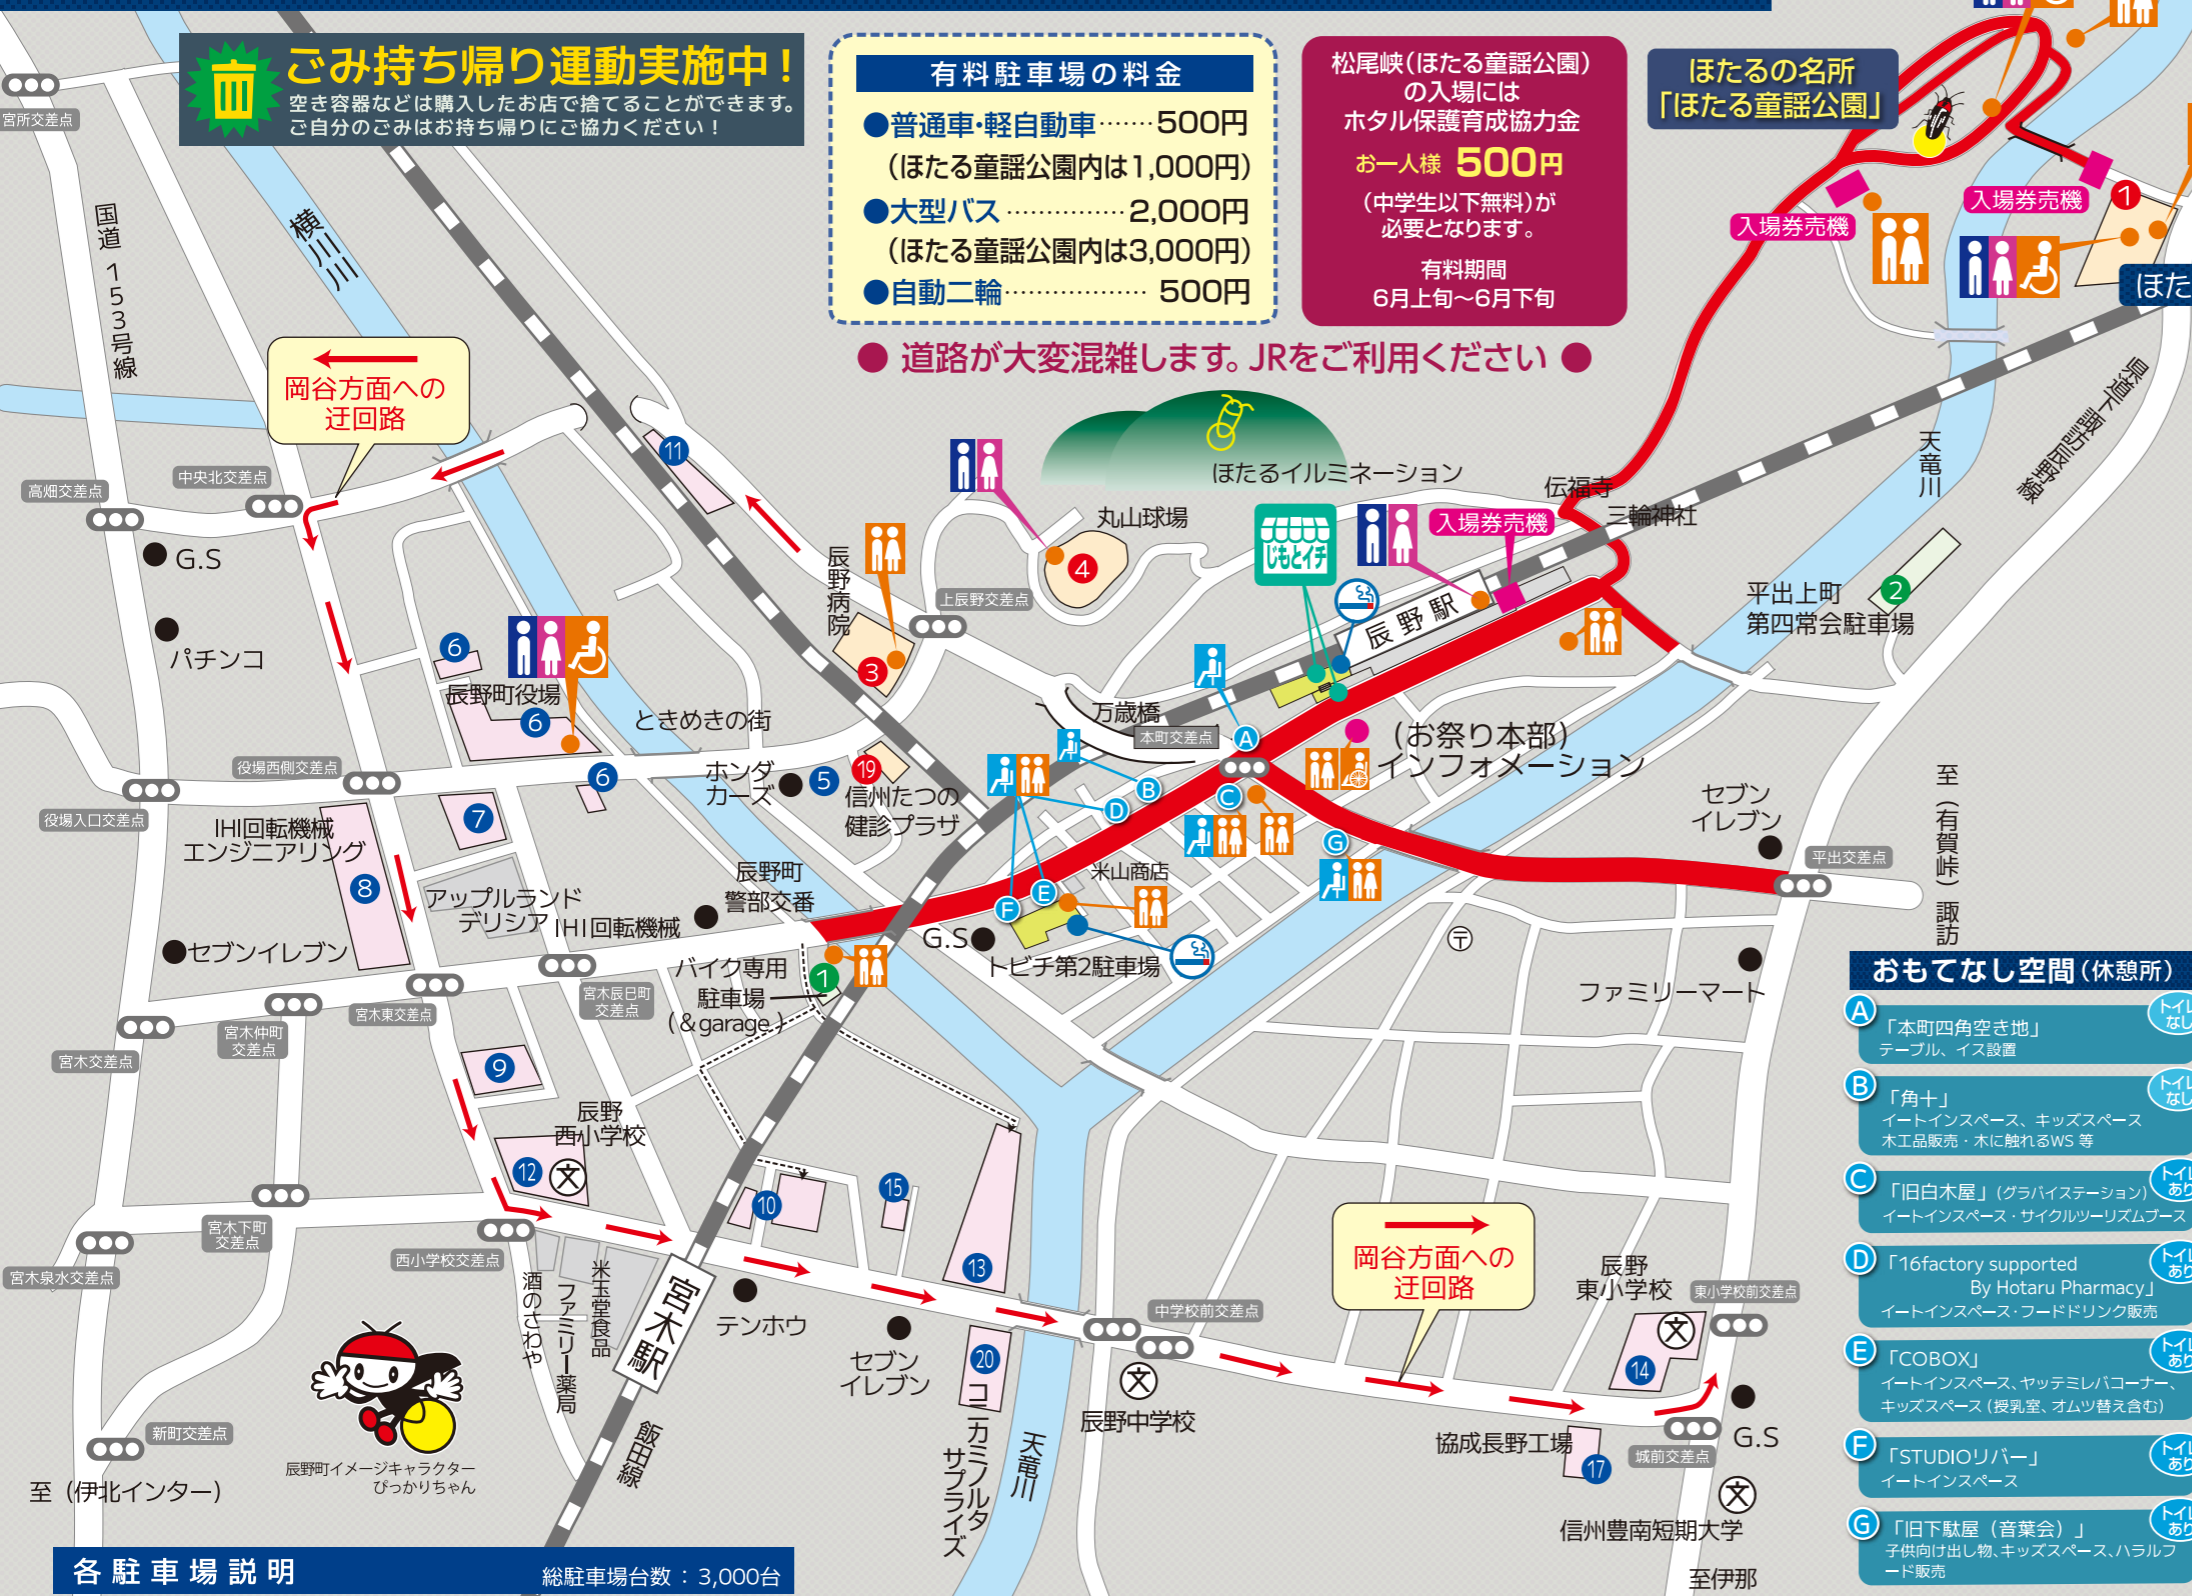 ごみ持ち帰り運動実施中！
空き容器などは購入したお店で捨てることができます。
ご自分のごみはお持ち帰りにご協力ください！
有料駐車場の料金
●普通車・軽自動車……500円
（ほたる童謡公園内は1,000円）
●大型バス……………2,000円
（ほたる童謡公園内は3,000円）
●自動二輪……………… 500円
松尾峡（ほたる童謡公園）
の入場には
ホタル保護育成協力金
お一人様 500円
（中学生以下無料）が
必要となります。
有料期間
6月上旬～6月下旬
● 道路が大変混雑します。JRをご利用ください ●
ほたるの名所
「ほたる童謡公園」
入場券売機
入場券売機
1
ほた
宮所交差点
国道153号線
横川川
岡谷方面への
迂回路
中央北交差点
高畑交差点
G.S
パチンコ
11
辰野病院
3
上辰野交差点
丸山球場
4
ほたるイルミネーション
じもとイチ
入場券売機
伝福寺
三輪神社
辰野駅
天竜川
県道下諏訪辰野線
平出上町
第四常会駐車場
2
6
辰野町役場
6
6
ときめきの街
万歳橋
本町交差点
A
（お祭り本部）
インフォメーション
役場西側交差点
役場入口交差点
ホンダ
カーズ
5
19
信州たつの
健診プラザ
B
C
D
E
F
G
セブン
イレブン
平出交差点
至（有賀峠）諏訪
IHI回転機械
エンジニアリング
7
8
アップルランド
デリシア
IHI回転機械
辰野町
警部交番
米山商店
G.S
トビチ第2駐車場
〒
ファミリーマート
セブンイレブン
バイク専用
駐車場
（＆garage ）
1
宮木辰巳町
交差点
宮木東交差点
宮木仲町
交差点
宮木交差点
9
辰野
西小学校
12
文
10
15
13
宮木下町
交差点
宮木泉水交差点
西小学校交差点
酒のさわや
ファミリー薬局
米玉堂食品
宮木駅
テンホウ
セブン
イレブン
20
コニカミノルタ
サプライズ
天竜川
中学校前交差点
文
辰野中学校
岡谷方面への
迂回路
辰野
東小学校
東小学校前交差点
文
14
G.S
協成長野工場
17
城前交差点
文
信州豊南短期大学
至伊那
新町交差点
至（伊北インター）
辰野町イメージキャラクター
ぴっかりちゃん
飯田線
おもてなし空間（休憩所）
A
「本町四角空き地」
テーブル、イス設置
B
「角十」
イートインスペース、キッズスペース
木工品販売・木に触れるWS 等
C
「旧白木屋」（グラバイステーション）
イートインスペース・サイクルツーリズムブース
D
「16factory supported
By Hotaru Pharmacy」
イートインスペース・フードドリンク販売
E
「COBOX」
イートインスペース、ヤッテミレバコーナー、
キッズスペース（授乳室、オムツ替え含む）
F
「STUDIOリバー」
イートインスペース
G
「旧下駄屋（音葉会）」
子供向け出し物、キッズスペース、ハラルフ
ード販売
各駐車場説明
総駐車場台数：3,000台